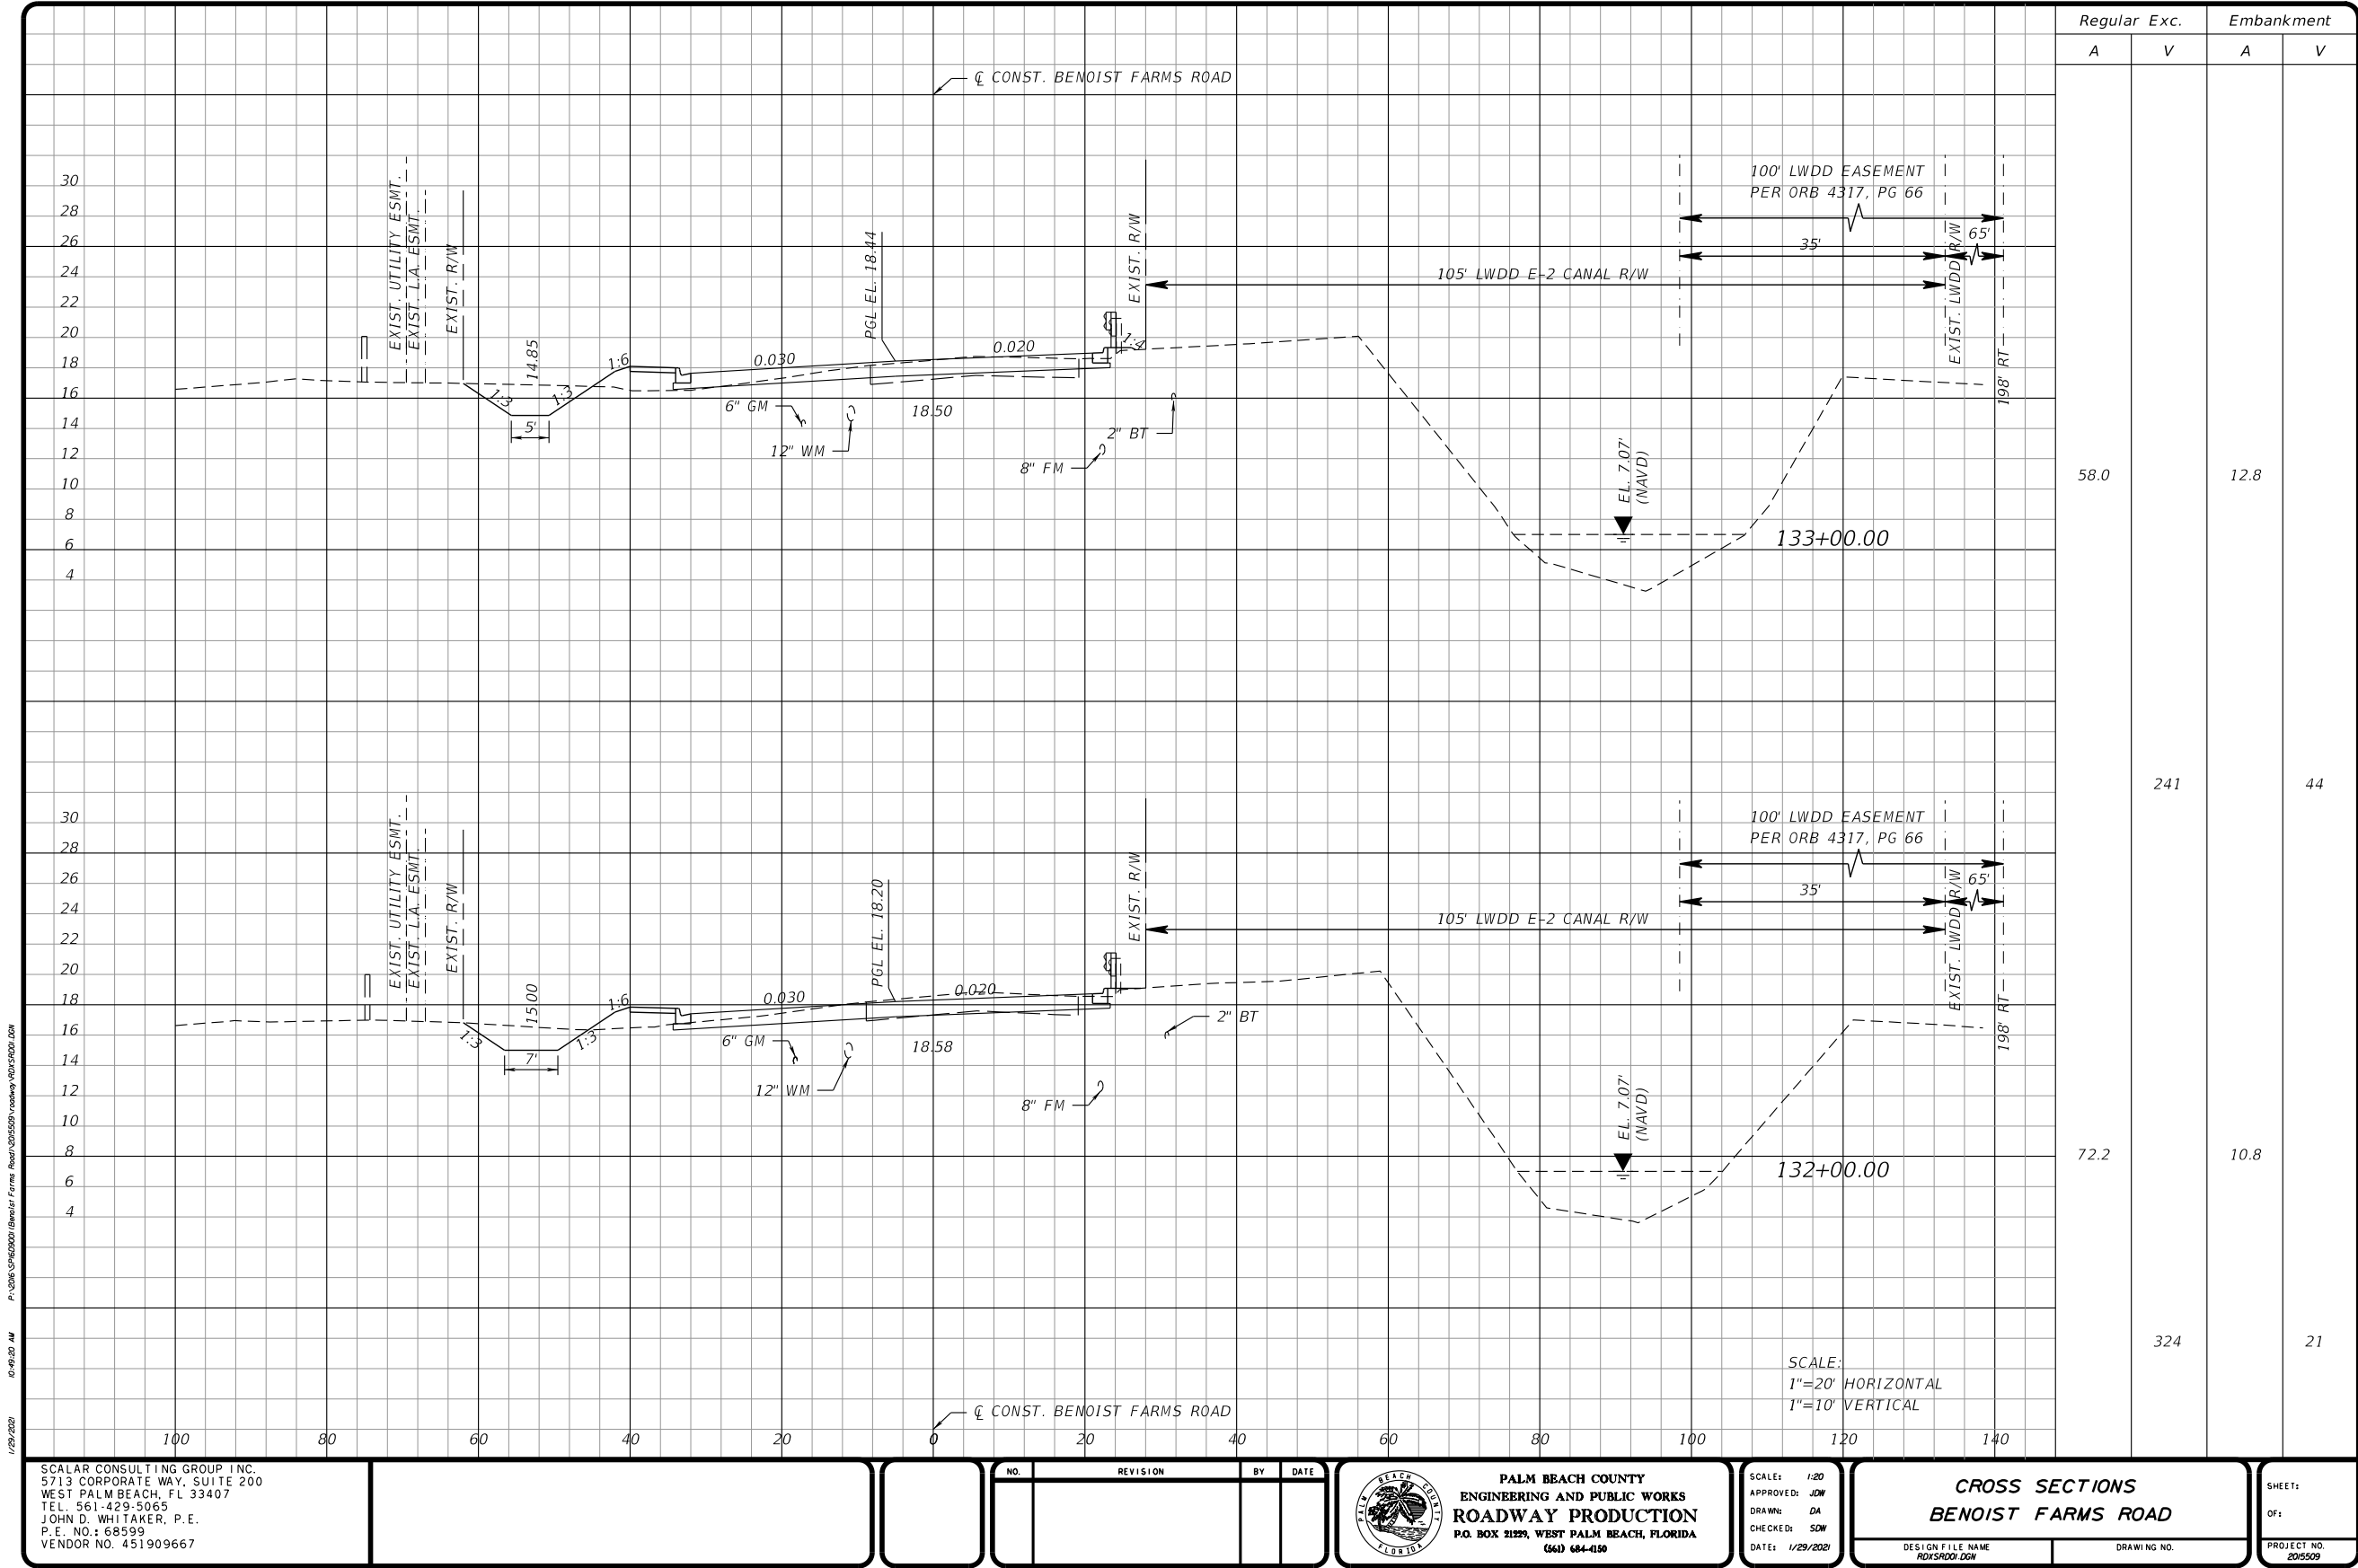 Regular Exc. Embankment
A V A V
℄ CONST. BENOIST FARMS ROAD
30
28
26
24
22
20
18
16
14
12
10
8
6
4
EXIST. UTILITY ESMT.
EXIST. L.A. ESMT.
EXIST. R/W
14.85
1:3
1:3
5'
1:6
0.030
PGL EL. 18.44
0.020
1:4
EXIST. R/W
6" GM
12" WM
18.50
8" FM
2" BT
105' LWDD E-2 CANAL R/W
100' LWDD EASEMENT
PER ORB 4317, PG 66
35'
65'
EXIST. LWDD R/W
198' RT
EL. 7.07'
(NAVD)
133+00.00
58.0 12.8
241 44
30
28
26
24
22
20
18
16
14
12
10
8
6
4
EXIST. UTILITY ESMT.
EXIST. L.A. ESMT.
EXIST. R/W
15.00
1:3
1:3
7'
1:6
0.030
PGL EL. 18.20
0.020
EXIST. R/W
6" GM
12" WM
18.58
8" FM
2" BT
105' LWDD E-2 CANAL R/W
100' LWDD EASEMENT
PER ORB 4317, PG 66
35'
65'
EXIST. LWDD R/W
198' RT
EL. 7.07'
(NAVD)
132+00.00
72.2 10.8
324 21
SCALE:
1"=20' HORIZONTAL
1"=10' VERTICAL
℄ CONST. BENOIST FARMS ROAD
100 80 60 40 20 0 20 40 60 80 100 120 140
1/29/2021 10:49:20 AM P:\2016\SP16D9001 (Benoist Farms Road)\2015509\roadway\RDXSRD01.DGN
SCALAR CONSULTING GROUP INC.
5713 CORPORATE WAY, SUITE 200
WEST PALM BEACH, FL 33407
TEL. 561-429-5065
JOHN D. WHITAKER, P.E.
P.E. NO.: 68599
VENDOR NO. 451909667
NO. REVISION BY DATE
PALM BEACH COUNTY
FLORIDA
PALM BEACH COUNTY
ENGINEERING AND PUBLIC WORKS
ROADWAY PRODUCTION
P.O. BOX 21229, WEST PALM BEACH, FLORIDA
(561) 684-4150
SCALE: 1:20
APPROVED: JDW
DRAWN: DA
CHECKED: SDW
DATE: 1/29/2021
CROSS SECTIONS
BENOIST FARMS ROAD
DESIGN FILE NAME
RDXSRD01.DGN
DRAWING NO.
SHEET:
OF:
PROJECT NO.
2015509